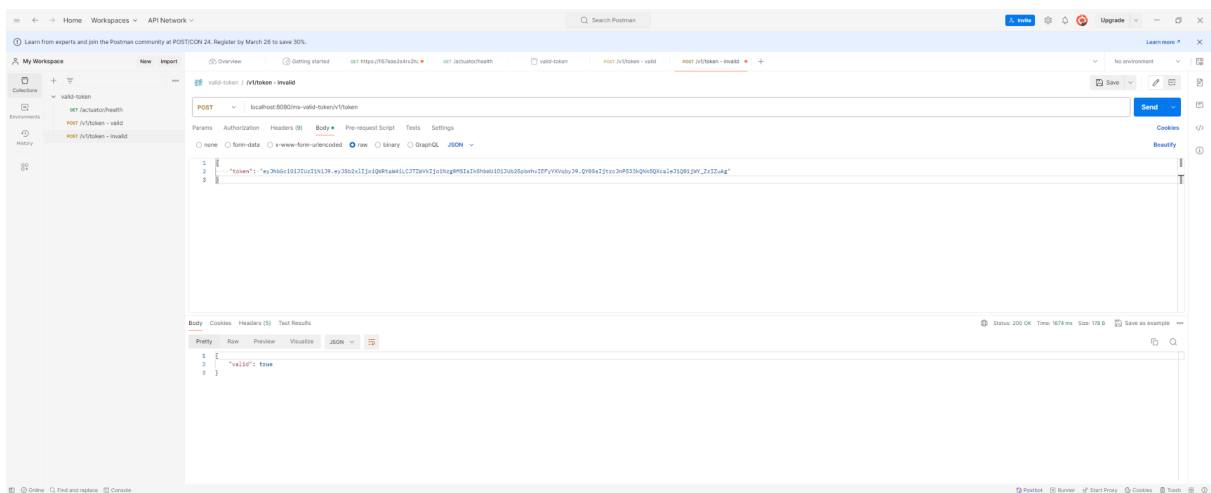 Home Workspaces API Network Search Postman Invite Upgrade
Learn from experts and join the Postman community at POST/CON 24. Register by March 26 to save 30%. Learn more
My Workspace New Import Overview Getting started GET /actuator/health valid-token POST /v1/token - valid POST /v1/token - invalid No environment
Collections
Environments
History
valid-token
GET /actuator/health
POST /v1/token - valid
POST /v1/token - invalid
valid-token / /v1/token - invalid Save
POST localhost:8080/ms-valid-token/v1/token Send
Params Authorization Headers (9) Body Pre-request Script Tests Settings Cookies
none form-data x-www-form-urlencoded raw binary GraphQL JSON Beautify
1 {
2 "token":
3 }
Body Cookies Headers (5) Test Results Status: 200 OK Time: 1674 ms Size: 178 B Save as example
Pretty Raw Preview Visualize JSON
1 {
2 "valid": true
3 }
Online Find and replace Console Postbot Runner Start Proxy Cookies Trash